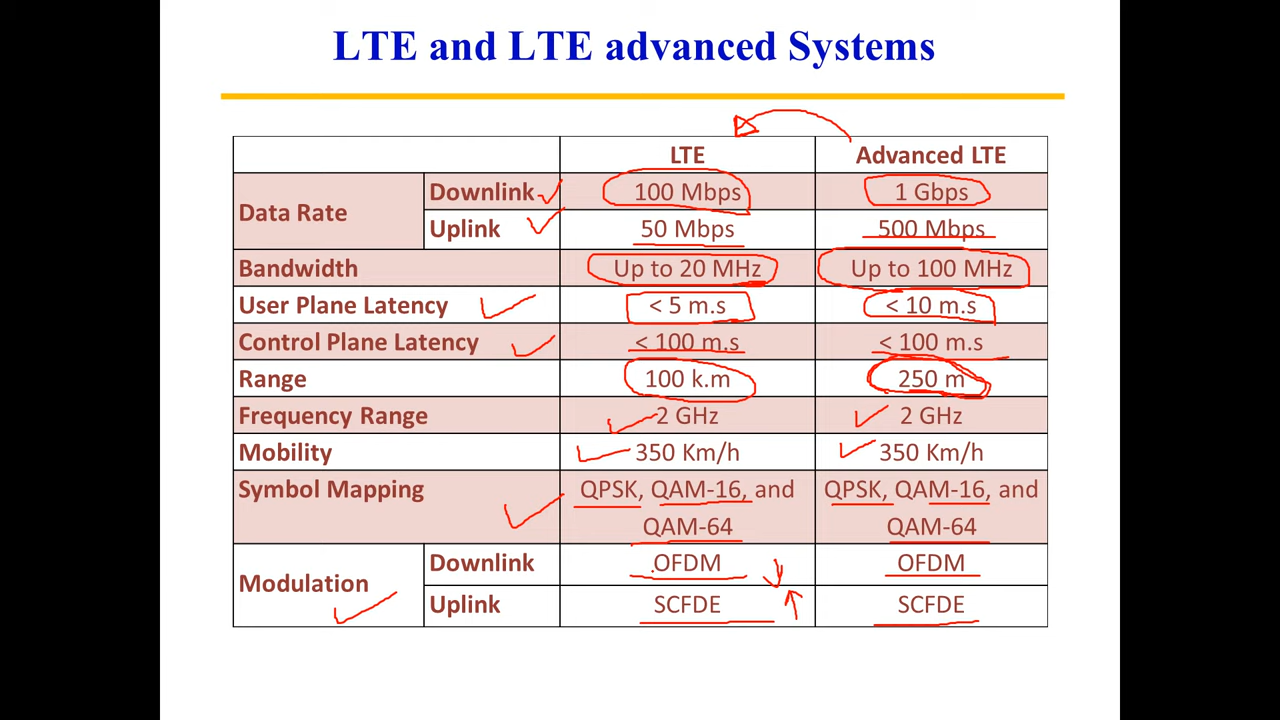 LTE and LTE advanced Systems
LTE Advanced LTE
Data Rate Downlink 100 Mbps 1 Gbps
Uplink 50 Mbps 500 Mbps
Bandwidth Up to 20 MHz Up to 100 MHz
User Plane Latency < 5 m.s < 10 m.s
Control Plane Latency < 100 m.s < 100 m.s
Range 100 k.m 250 m
Frequency Range 2 GHz 2 GHz
Mobility 350 Km/h 350 Km/h
Symbol Mapping QPSK, QAM-16, and QPSK, QAM-16, and
QAM-64 QAM-64
Modulation Downlink OFDM OFDM
Uplink SCFDE SCFDE